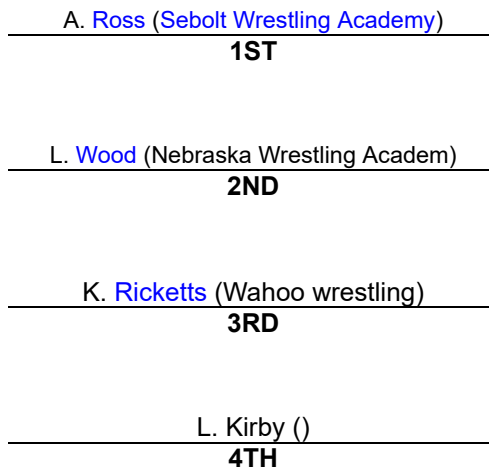 A. Ross (Sebolt Wrestling Academy)
1ST
L. Wood (Nebraska Wrestling Academ)
2ND
K. Ricketts (Wahoo wrestling)
3RD
L. Kirby ()
4TH